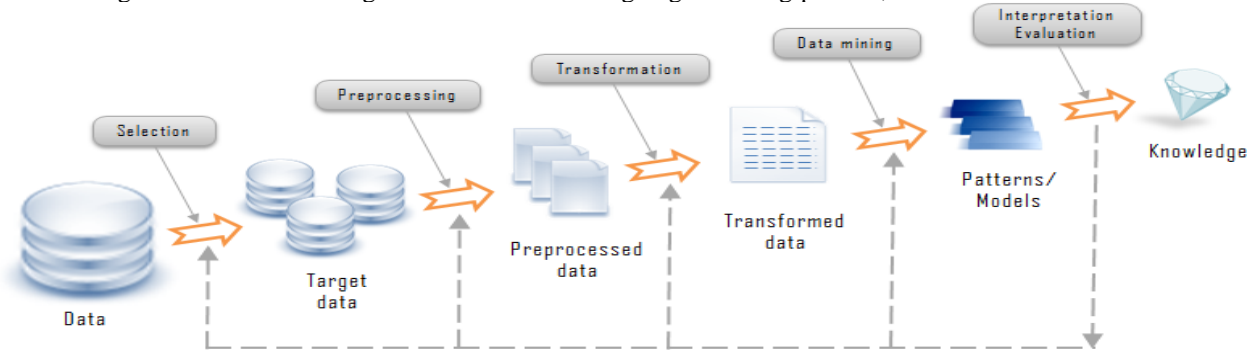 Interpretation
Evaluation
Data mining
Transformation
Preprocessing
Selection
Knowledge
Patterns/
Models
Transformed
data
Preprocessed
data
Target
data
Data